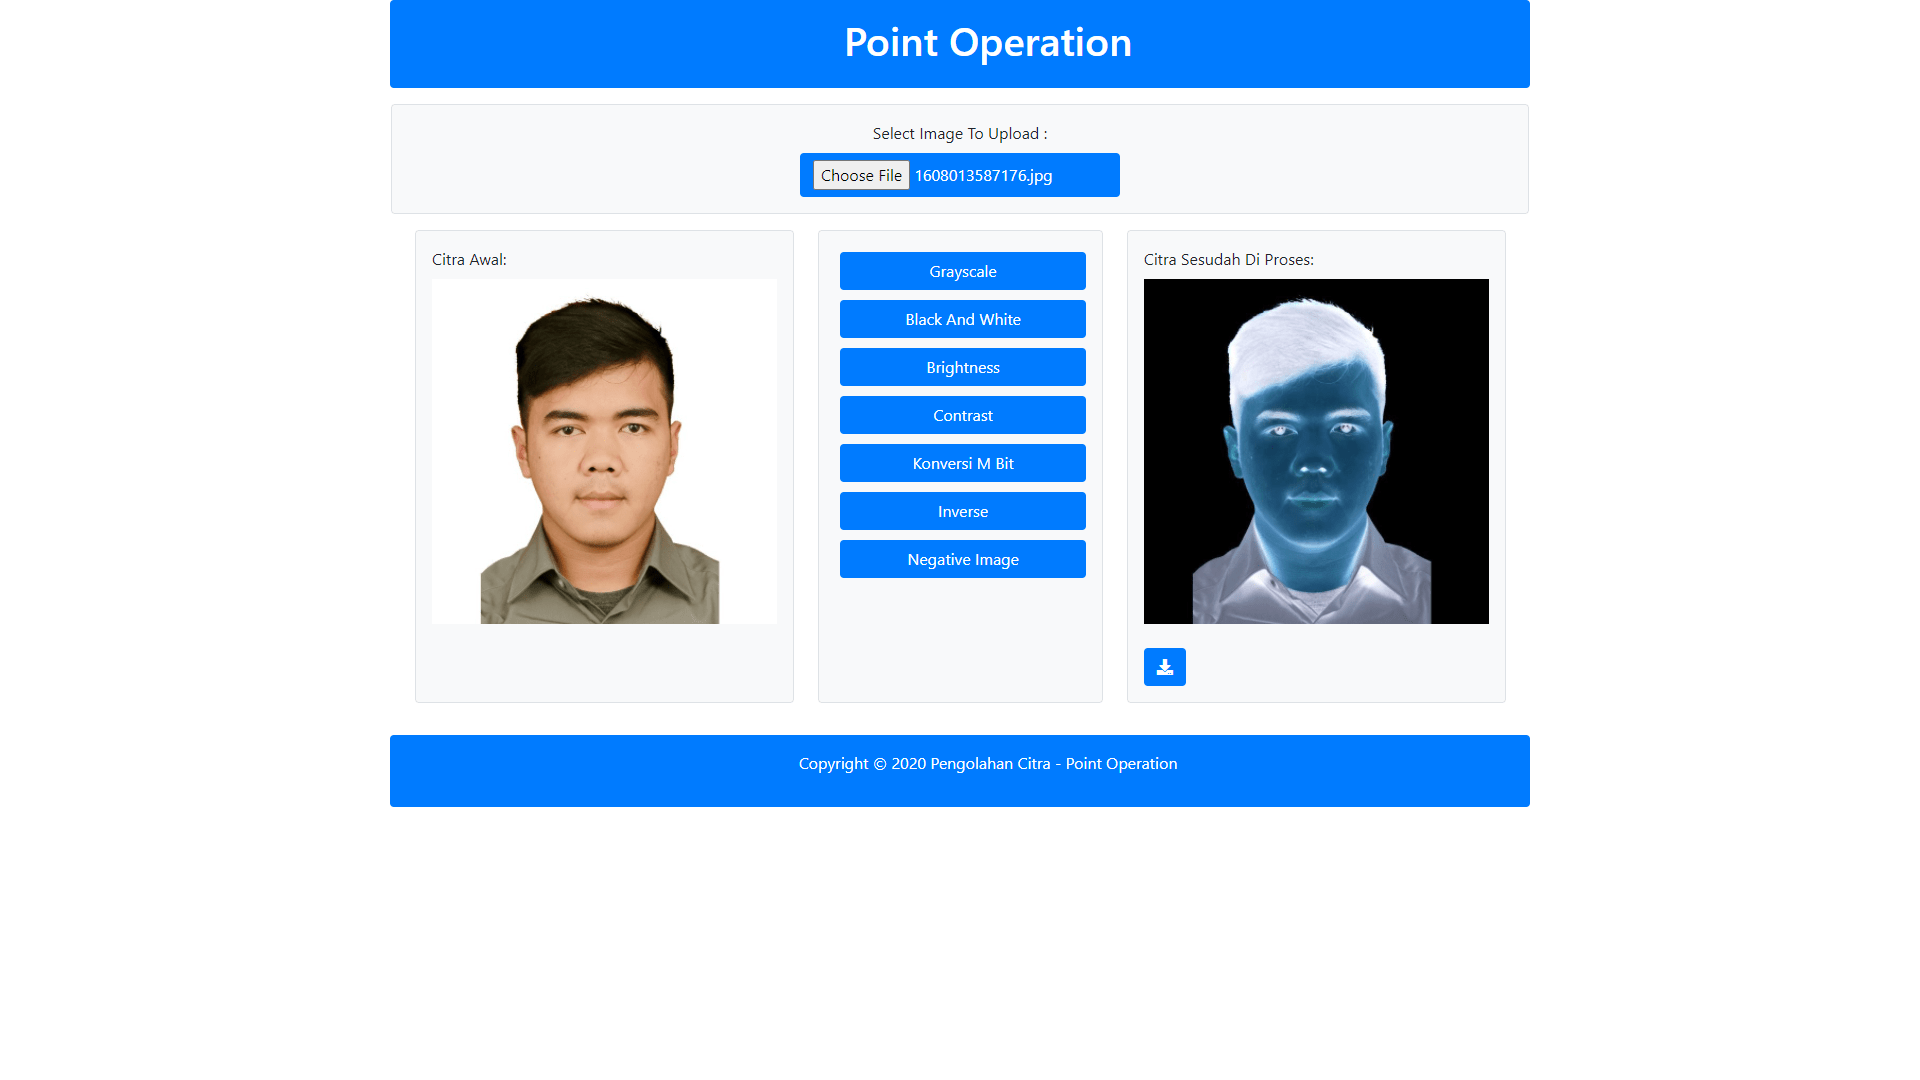 Point Operation
Select Image To Upload :
Choose File 1608013587176.jpg
Citra Awal:
Grayscale
Black And White
Brightness
Contrast
Konversi M Bit
Inverse
Negative Image
Citra Sesudah Di Proses:
Copyright © 2020 Pengolahan Citra - Point Operation